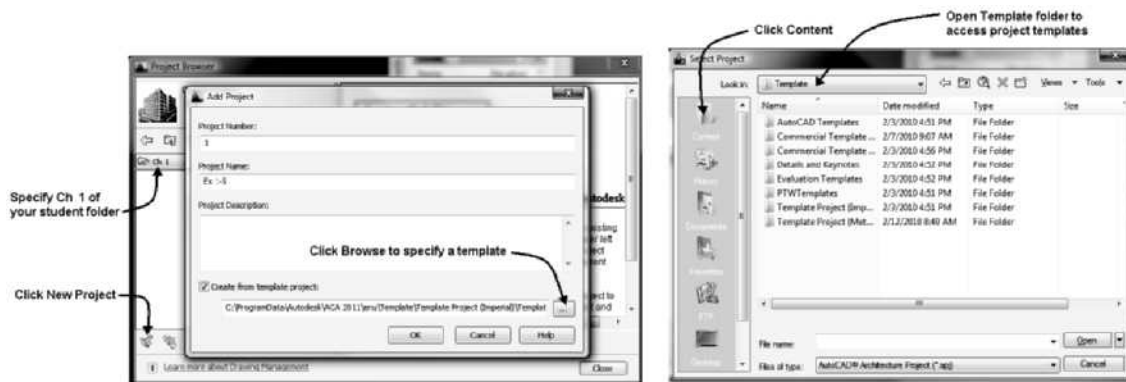 Project Browser
Add Project
Project Number:
1
Project Name:
Project Description:
Create from template project:
C:\ProgramData\Autodesk\ACA 2011\enu\Template\Template Project (Imperial)\Templat
...
OK
Cancel
Help
Ch 1
Learn more about Drawing Management
Close
Specify Ch 1 of
your student folder
Click New Project
Click Browse to specify a template
Click Content
Open Template folder to
access project templates
Select Project
Look in:
Template
Views
Tools
Name Date modified Type Size
AutoCAD Templates 2/3/2010 4:51 PM File Folder
Commercial Template ... 2/7/2010 9:07 AM File Folder
Commercial Template ... 2/3/2010 4:56 PM File Folder
Details and Keynotes 2/3/2010 4:52 PM File Folder
Evaluation Templates 2/3/2010 4:52 PM File Folder
PTWTemplates 2/3/2010 4:51 PM File Folder
Template Project (Imp... 2/3/2010 4:51 PM File Folder
Template Project (Met... 2/12/2010 8:40 AM File Folder
Content
History
Documents
Favorites
FTP
Desktop
File name:
Open
Files of type:
AutoCAD® Architecture Project (*.apj)
Cancel